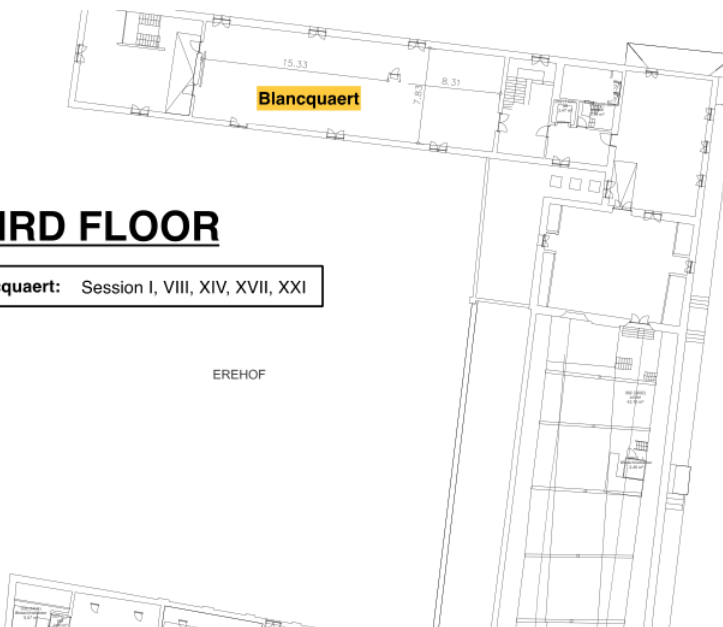 15.33
8.31
7.83
Blancquaert
IRD FLOOR
cquaert: Session I, VIII, XIV, XVII, XXI
EREHOF